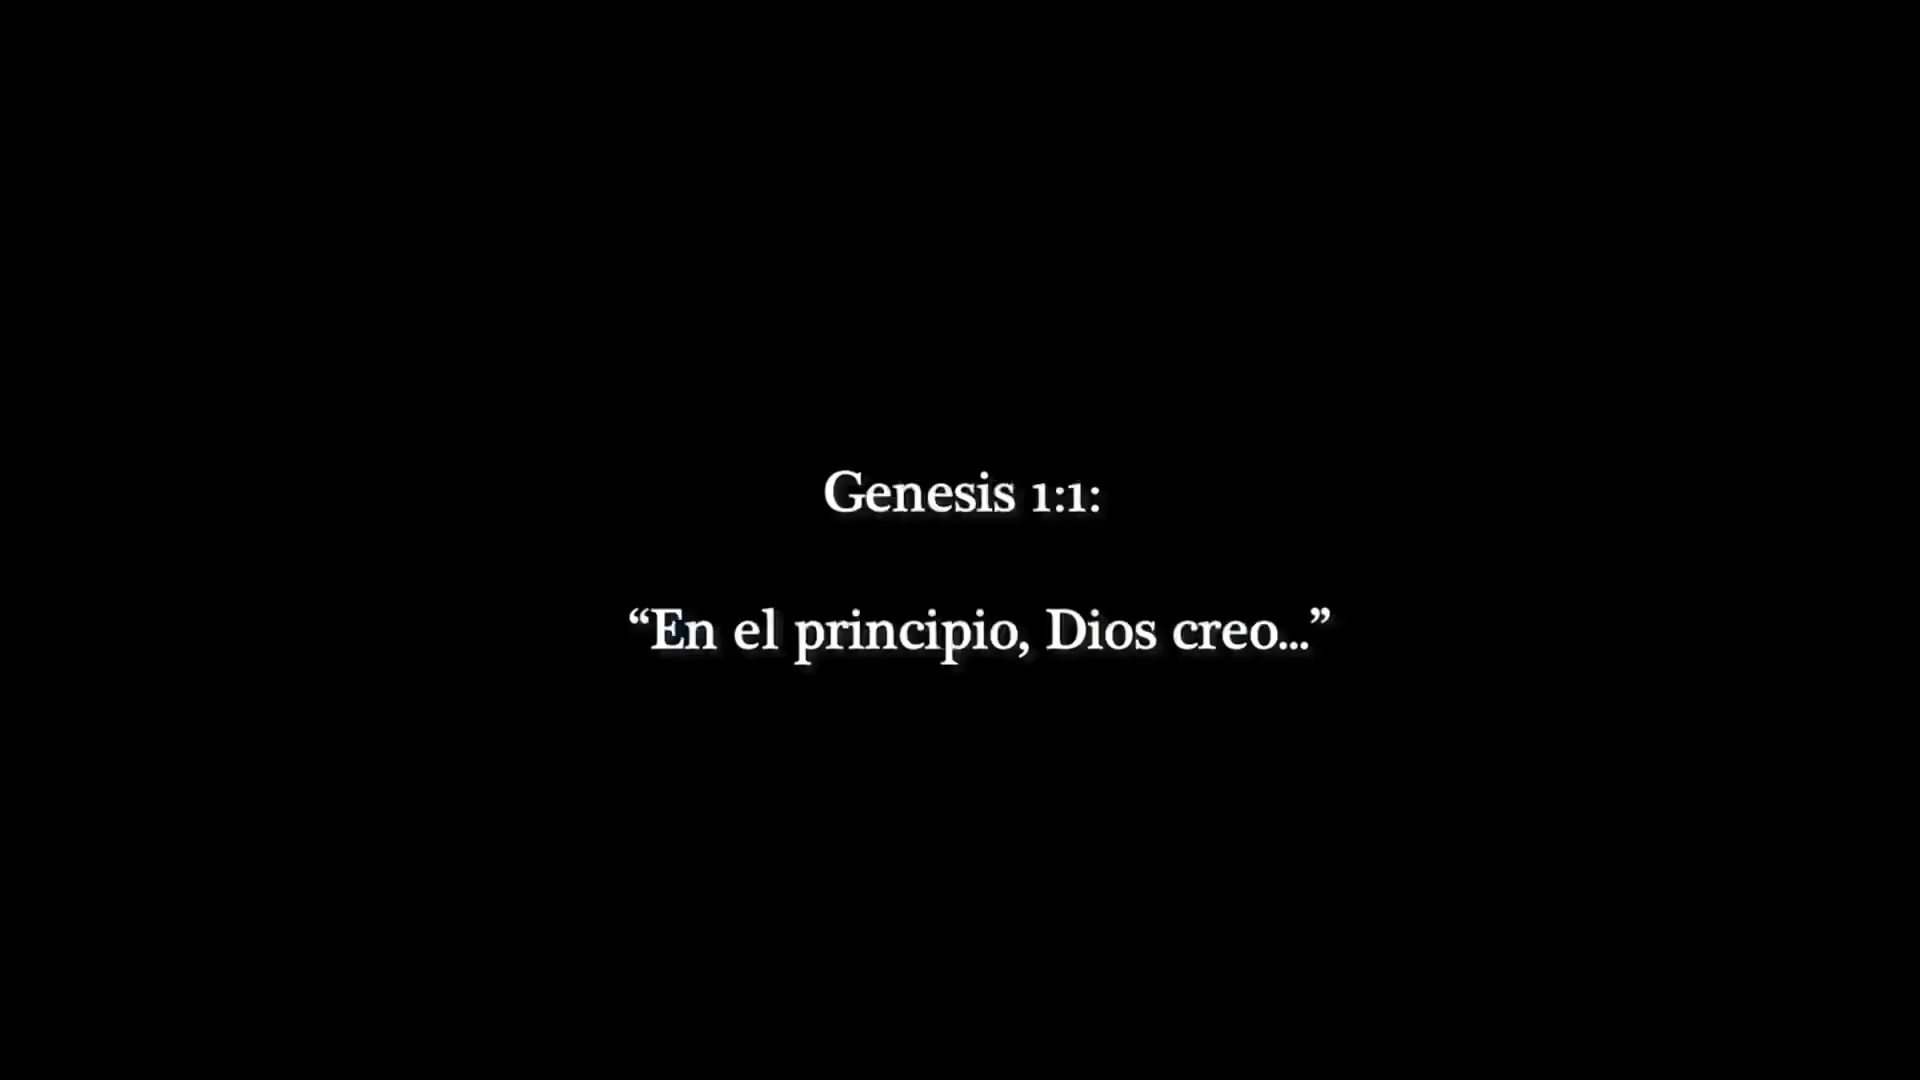 Genesis 1:1:
“En el principio, Dios creo...”